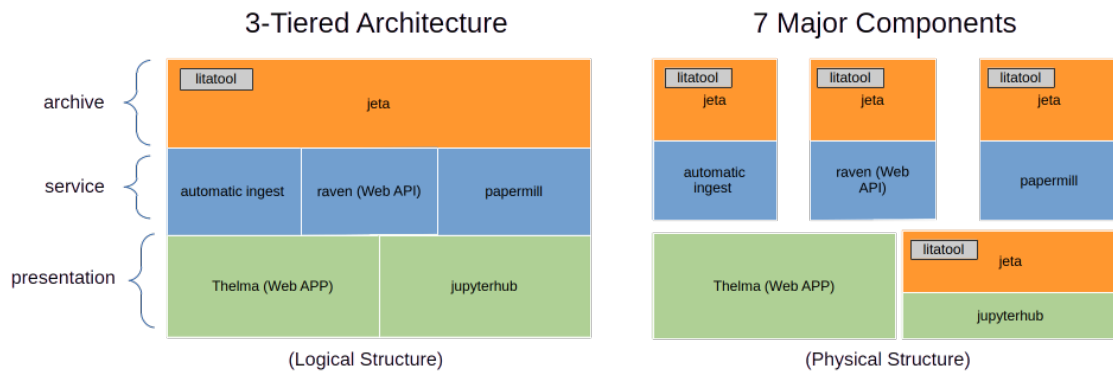 3-Tiered Architecture
7 Major Components
archive
litatool
jeta
service
automatic ingest
raven (Web API)
papermill
presentation
Thelma (Web APP)
jupyterhub
(Logical Structure)
litatool
jeta
automatic
ingest
litatool
jeta
raven (Web
API)
litatool
jeta
papermill
Thelma (Web APP)
litatool
jeta
jupyterhub
(Physical Structure)